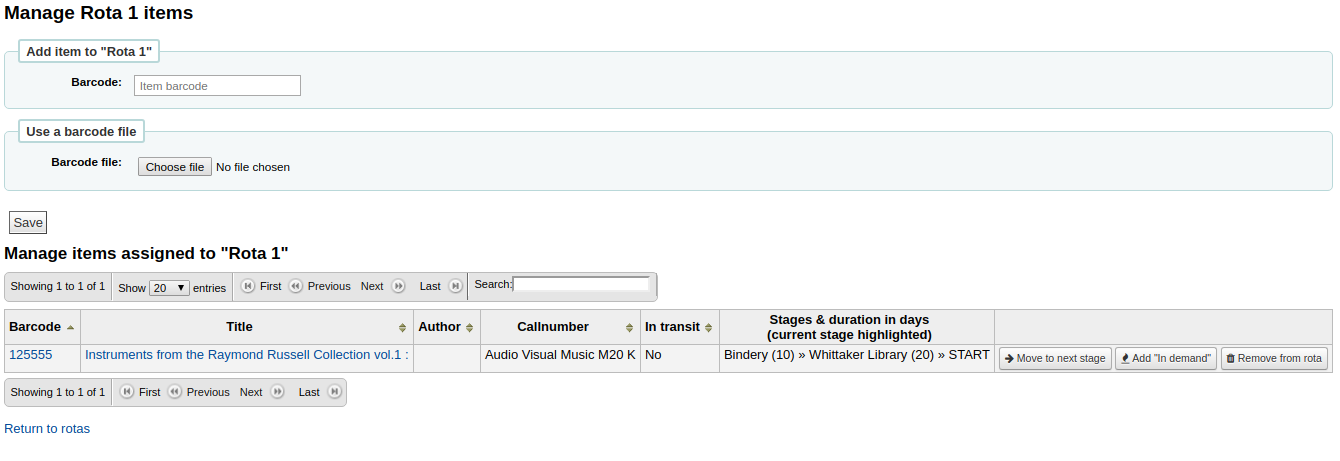 Manage Rota 1 items
Add item to "Rota 1"
Barcode: Item barcode
Use a barcode file
Barcode file: Choose file No file chosen
Save
Manage items assigned to "Rota 1"
Showing 1 to 1 of 1 Show 20 entries First Previous Next Last Search:
Barcode Title Author Callnumber In transit Stages & duration in days
(current stage highlighted)
125555 Instruments from the Raymond Russell Collection vol.1 : Audio Visual Music M20 K No Bindery (10) » Whittaker Library (20) » START Move to next stage Add "In demand" Remove from rota
Showing 1 to 1 of 1 First Previous Next Last
Return to rotas